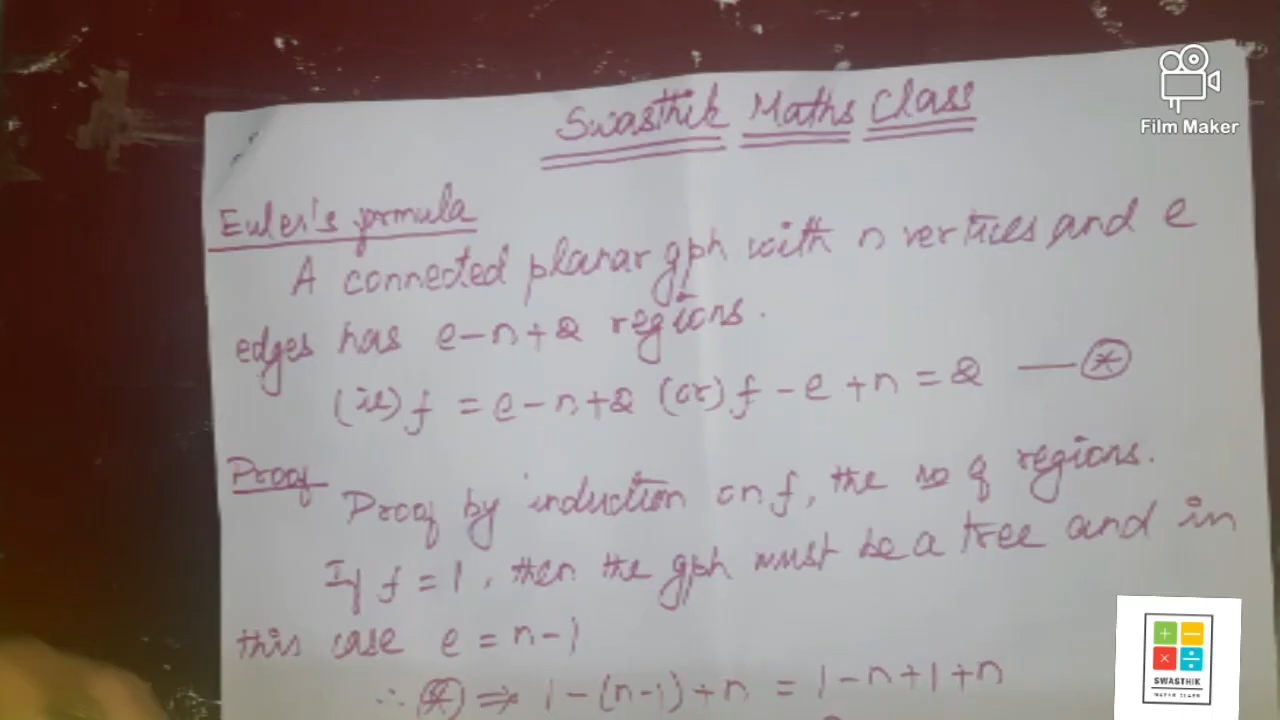 Swasthik Maths Class
Film Maker
Euler's formula
A connected planar gph with n vertices and e
edges has e-n+2 regions.
(ie) f = e-n+2 (or) f - e + n = 2 — ⊛
Proof
Proof by induction on f, the no of regions.
If f = 1, then the gph must be a tree and in
this case e = n-1
∴ ⊛ ⇒ 1-(n-1)+n = 1-n+1+n
SWASTHIK
MATHS CLASS